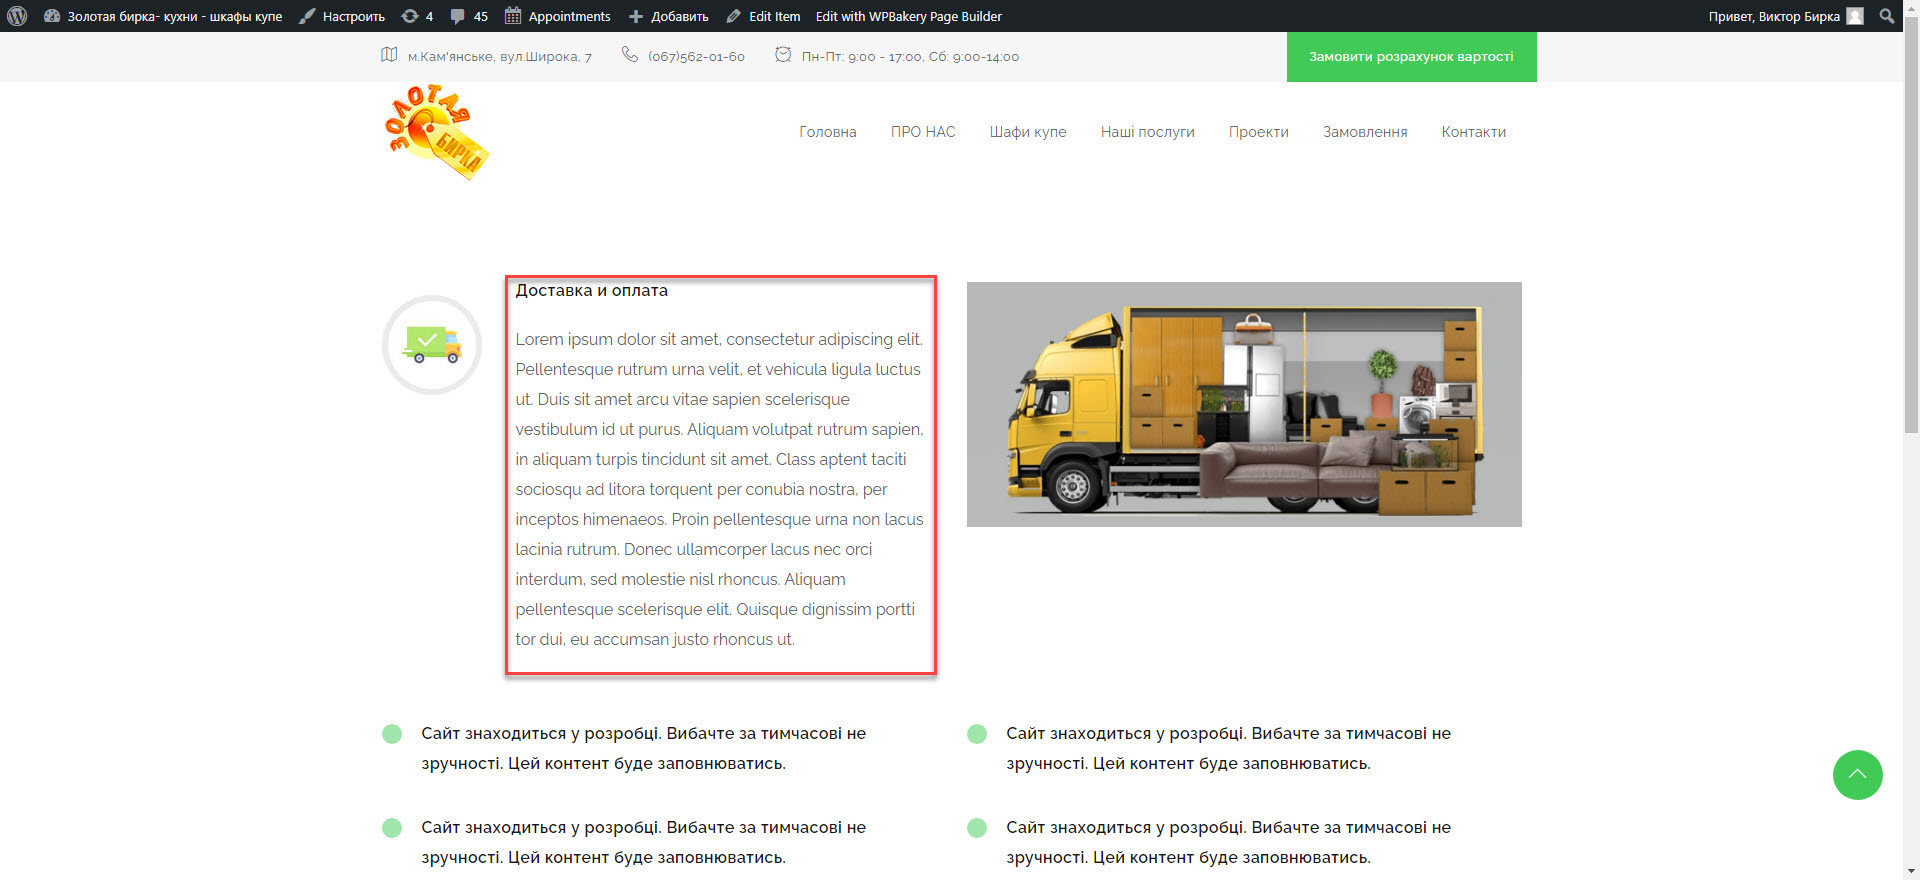 Золотая бирка- кухни - шкафы купе Настроить 4 45 Appointments Добавить Edit Item Edit with WPBakery Page Builder Привет, Виктор Бирка
м.Кам'янське, вул.Широка, 7 (067)562-01-60 Пн-Пт: 9:00 - 17:00, Сб: 9:00-14:00 Замовити розрахунок вартості
ЗОЛОТАЯ
БИРКА
Головна ПРО НАС Шафи купе Наші послуги Проекти Замовлення Контакти
Доставка и оплата
Lorem ipsum dolor sit amet, consectetur adipiscing elit.
Pellentesque rutrum urna velit, et vehicula ligula luctus
ut. Duis sit amet arcu vitae sapien scelerisque
vestibulum id ut purus. Aliquam volutpat rutrum sapien,
in aliquam turpis tincidunt sit amet. Class aptent taciti
sociosqu ad litora torquent per conubia nostra, per
inceptos himenaeos. Proin pellentesque urna non lacus
lacinia rutrum. Donec ullamcorper lacus nec orci
interdum, sed molestie nisl rhoncus. Aliquam
pellentesque scelerisque elit. Quisque dignissim portti
tor dui, eu accumsan justo rhoncus ut.
Сайт знаходиться у розробці. Вибачте за тимчасові не
зручності. Цей контент буде заповнюватись.
Сайт знаходиться у розробці. Вибачте за тимчасові не
зручності. Цей контент буде заповнюватись.
Сайт знаходиться у розробці. Вибачте за тимчасові не
зручності. Цей контент буде заповнюватись.
Сайт знаходиться у розробці. Вибачте за тимчасові не
зручності. Цей контент буде заповнюватись.